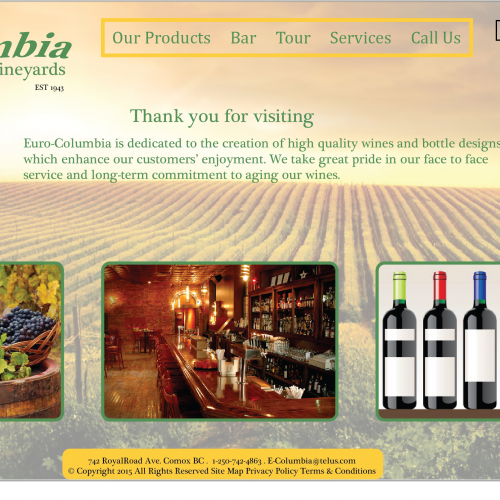 Our Products Bar Tour Services Call Us
mbia
ineyards
EST 1943
Thank you for visiting
Euro-Columbia is dedicated to the creation of high quality wines and bottle designs
which enhance our customers' enjoyment. We take great pride in our face to face
service and long-term commitment to aging our wines.
742 RoyalRoad Ave. Comox BC . 1-250-742-4863 . E-Columbia@telus.com
© Copyright 2015 All Rights Reserved Site Map Privacy Policy Terms & Conditions